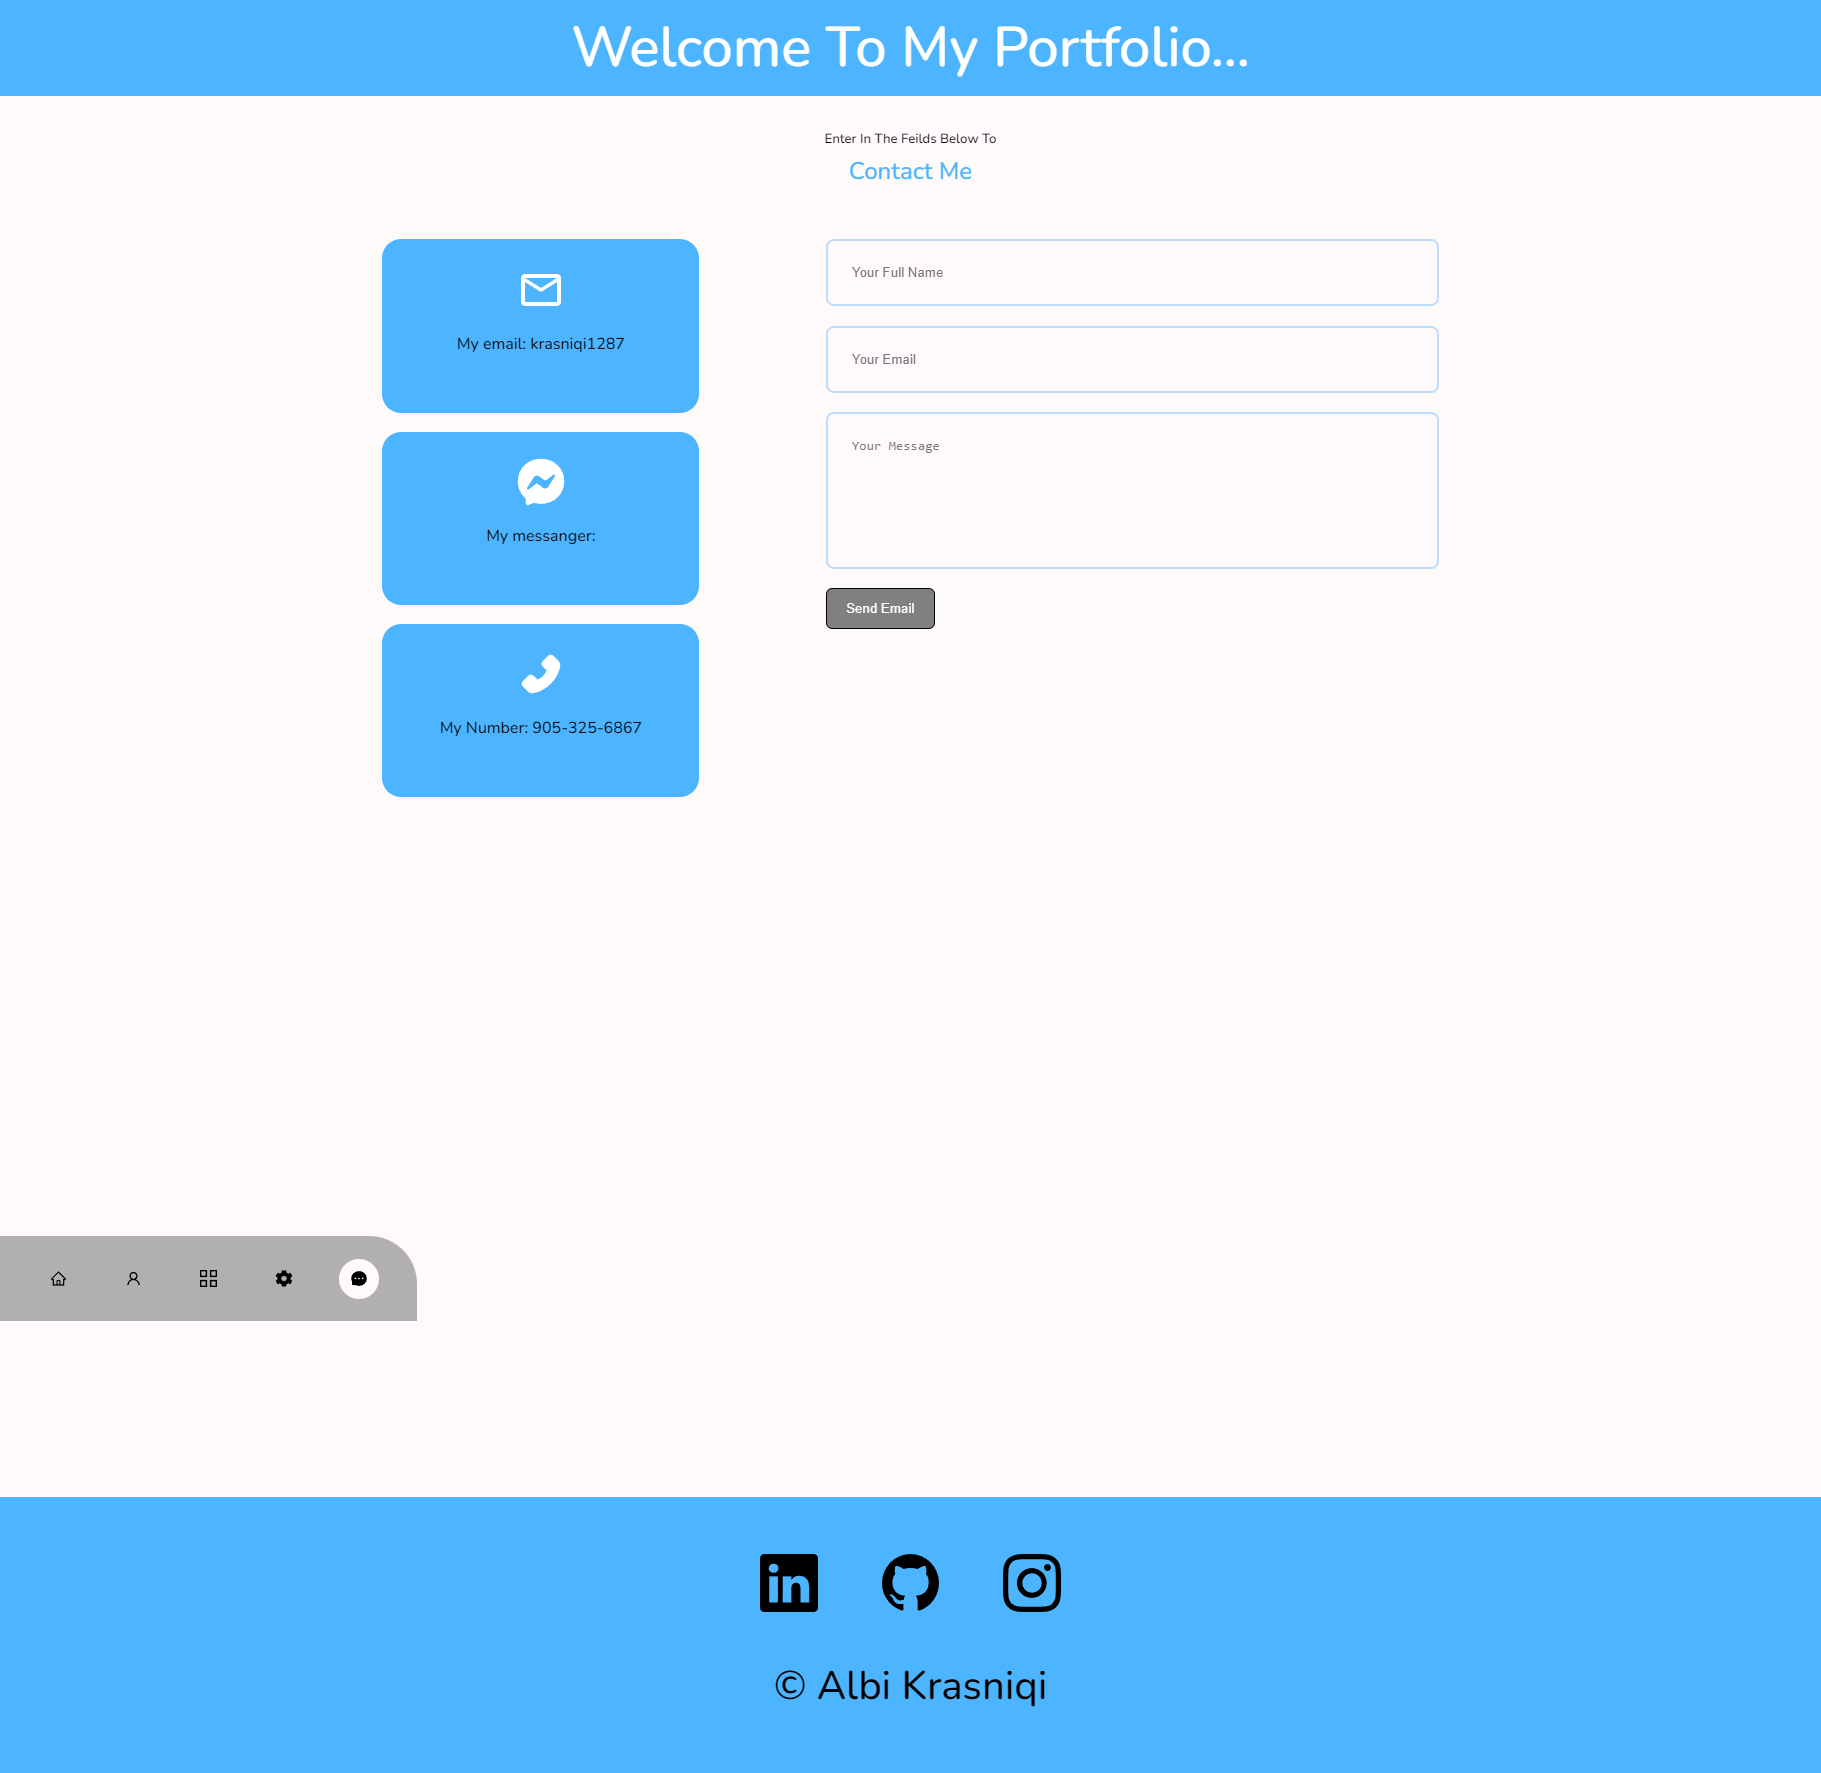 Welcome To My Portfolio...
Enter In The Feilds Below To
Contact Me
My email: krasniqi1287
My messanger:
My Number: 905-325-6867
Your Full Name
Your Email
Your Message
Send Email
© Albi Krasniqi